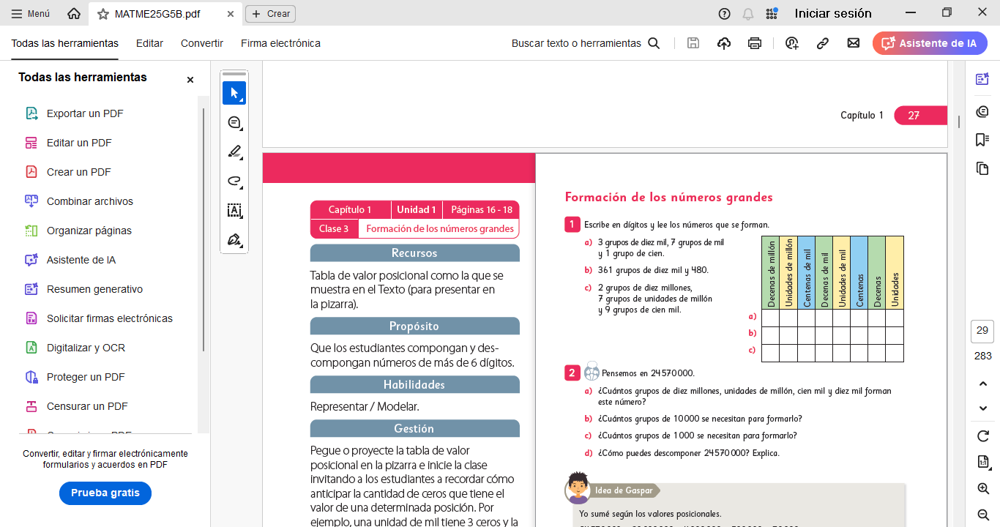 Menú
MATME25G5B.pdf
Crear
Iniciar sesión
Todas las herramientas
Editar
Convertir
Firma electrónica
Buscar texto o herramientas
Asistente de IA
Todas las herramientas
Exportar un PDF
Editar un PDF
Crear un PDF
Combinar archivos
Organizar páginas
Asistente de IA
Resumen generativo
Solicitar firmas electrónicas
Digitalizar y OCR
Proteger un PDF
Censurar un PDF
Convertir, editar y firmar electrónicamente
formularios y acuerdos en PDF
Prueba gratis
Capítulo 1 27
Capítulo 1 Unidad 1 Páginas 16 - 18
Clase 3 Formación de los números grandes
Recursos
Tabla de valor posicional como la que se
muestra en el Texto (para presentar en
la pizarra).
Propósito
Que los estudiantes compongan y des-
compongan números de más de 6 dígitos.
Habilidades
Representar / Modelar.
Gestión
Pegue o proyecte la tabla de valor
posicional en la pizarra e inicie la clase
invitando a los estudiantes a recordar cómo
anticipar la cantidad de ceros que tiene el
valor de una determinada posición. Por
ejemplo, una unidad de mil tiene 3 ceros y la
Formación de los números grandes
1 Escribe en dígitos y lee los números que se forman.
a) 3 grupos de diez mil, 7 grupos de mil
y 1 grupo de cien.
b) 361 grupos de diez mil y 480.
c) 2 grupos de diez millones,
7 grupos de unidades de millón
y 9 grupos de cien mil.
Decenas de millón
Unidades de millón
Centenas de mil
Decenas de mil
Unidades de mil
Centenas
Decenas
Unidades
a)
b)
c)
2 Pensemos en 24 570 000.
a) ¿Cuántos grupos de diez millones, unidades de millón, cien mil y diez mil forman
este número?
b) ¿Cuántos grupos de 10 000 se necesitan para formarlo?
c) ¿Cuántos grupos de 1 000 se necesitan para formarlo?
d) ¿Cómo puedes descomponer 24 570 000? Explica.
Idea de Gaspar
Yo sumé según los valores posicionales.
29
283
1:1